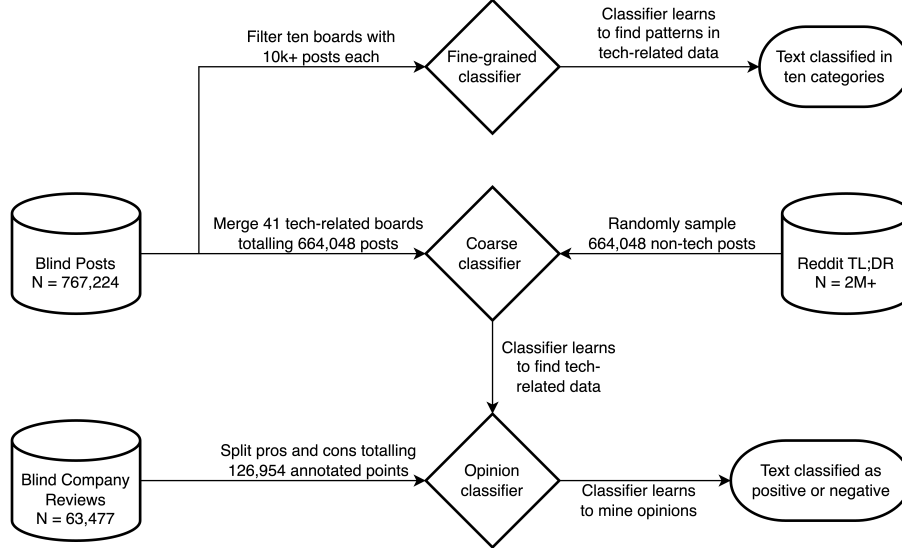 Filter ten boards with
10k+ posts each
Fine-grained
classifier
Classifier learns
to find patterns in
tech-related data
Text classified in
ten categories
Blind Posts
N = 767,224
Merge 41 tech-related boards
totalling 664,048 posts
Coarse
classifier
Randomly sample
664,048 non-tech posts
Reddit TL;DR
N = 2M+
Classifier learns
to find tech-
related data
Blind Company
Reviews
N = 63,477
Split pros and cons totalling
126,954 annotated points
Opinion
classifier
Classifier learns
to mine opinions
Text classified as
positive or negative